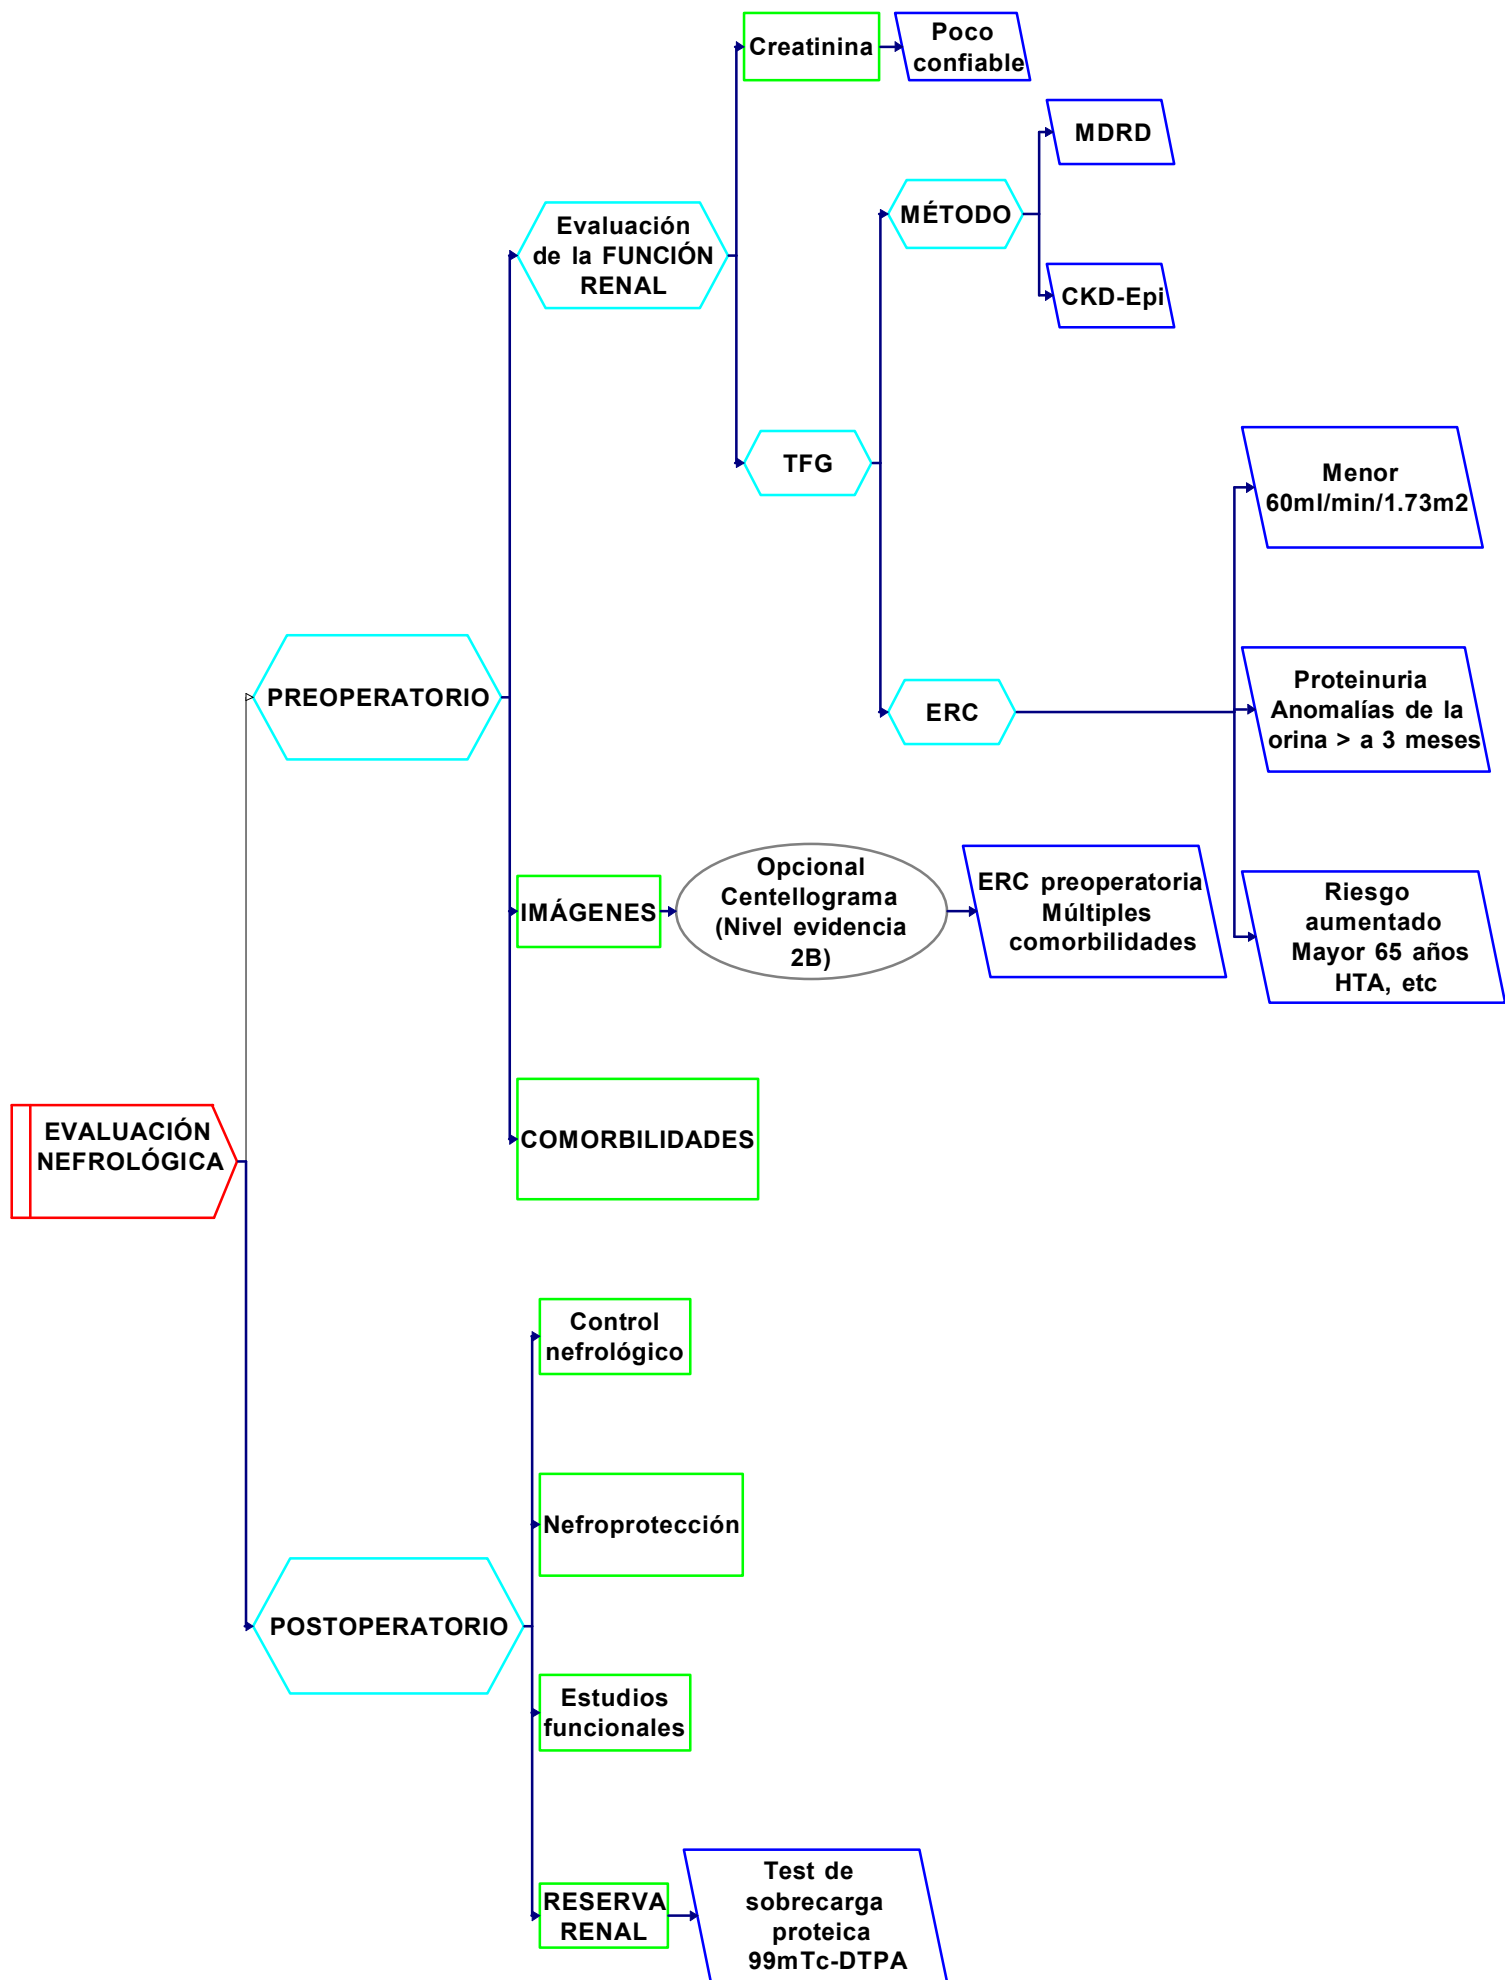 Creatinina
Poco
confiable
MDRD
MÉTODO
Evaluación
de la FUNCIÓN
RENAL
CKD-Epi
TFG
Menor
60ml/min/1.73m2
PREOPERATORIO
ERC
Proteinuria
Anomalías de la
orina > a 3 meses
IMÁGENES
Opcional
Centellograma
(Nivel evidencia
2B)
ERC preoperatoria
Múltiples
comorbilidades
Riesgo
aumentado
Mayor 65 años
HTA, etc
COMORBILIDADES
EVALUACIÓN
NEFROLÓGICA
Control
nefrológico
Nefroprotección
POSTOPERATORIO
Estudios
funcionales
RESERVA
RENAL
Test de
sobrecarga
proteica
99mTc-DTPA